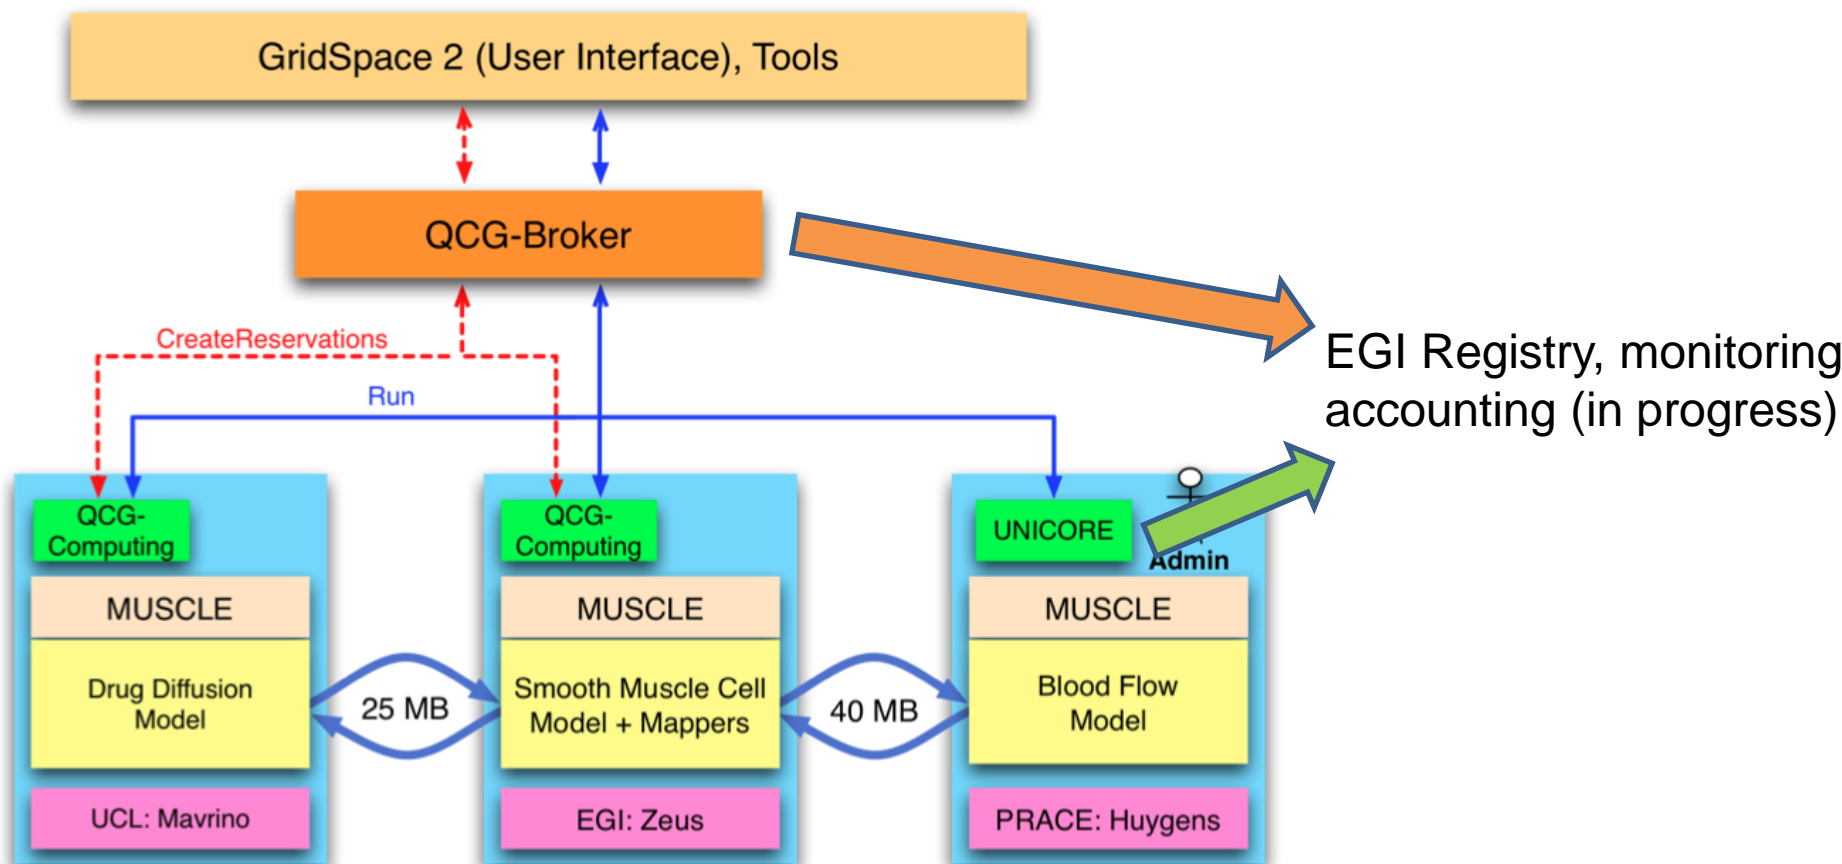 GridSpace 2 (User Interface), Tools
QCG-Broker
CreateReservations
Run
EGI Registry, monitoring
accounting (in progress)
QCG-
Computing
MUSCLE
Drug Diffusion
Model
UCL: Mavrino
25 MB
QCG-
Computing
MUSCLE
Smooth Muscle Cell
Model + Mappers
EGI: Zeus
40 MB
UNICORE
Admin
MUSCLE
Blood Flow
Model
PRACE: Huygens